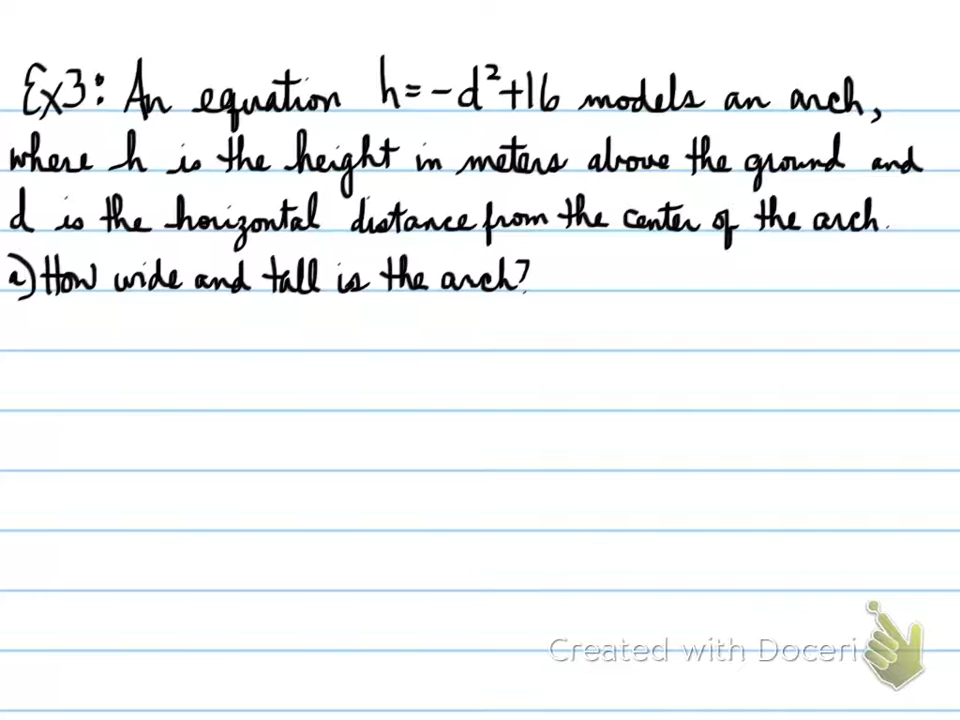 Ex3: An equation h = -d²+16 models an arch,
where h is the height in meters above the ground and
d is the horizontal distance from the center of the arch.
a) How wide and tall is the arch?
Created with Doceri